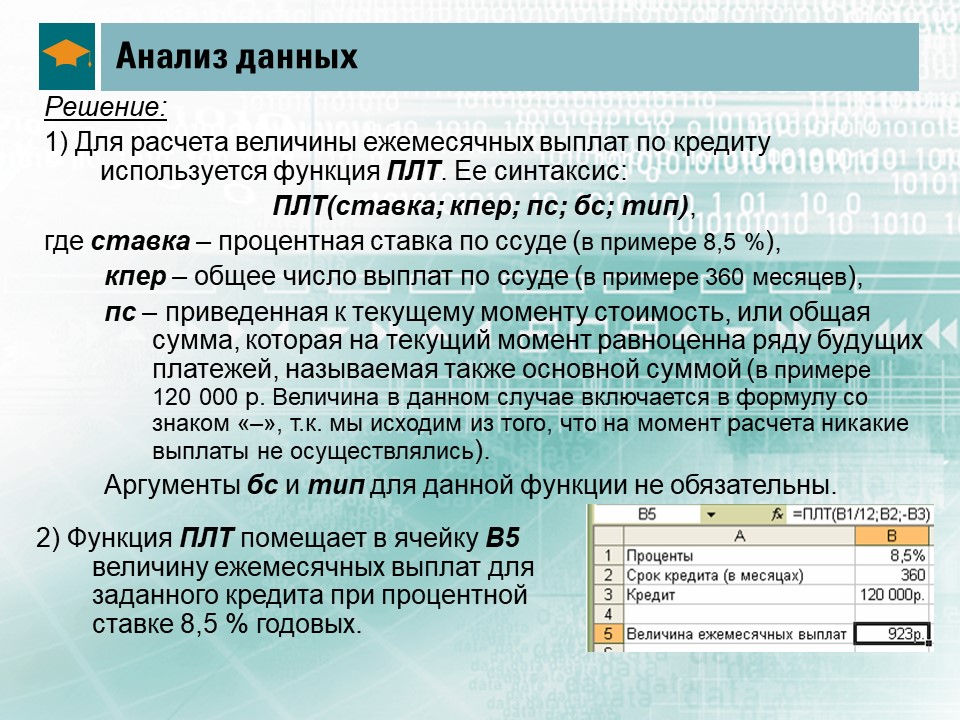 Анализ данных
Решение:
1) Для расчета величины ежемесячных выплат по кредиту
используется функция ПЛТ. Ее синтаксис:
ПЛТ(ставка; кпер; пс; бс; тип),
где ставка – процентная ставка по ссуде (в примере 8,5 %),
кпер – общее число выплат по ссуде (в примере 360 месяцев),
пс – приведенная к текущему моменту стоимость, или общая
сумма, которая на текущий момент равноценна ряду будущих
платежей, называемая также основной суммой (в примере
120 000 р. Величина в данном случае включается в формулу со
знаком «–», т.к. мы исходим из того, что на момент расчета никакие
выплаты не осуществлялись).
Аргументы бс и тип для данной функции не обязательны.
2) Функция ПЛТ помещает в ячейку B5
величину ежемесячных выплат для
заданного кредита при процентной
ставке 8,5 % годовых.
B5 fx =ПЛТ(B1/12;B2;-B3)
A B
1 Проценты 8,5%
2 Срок кредита (в месяцах) 360
3 Кредит 120 000р.
4
5 Величина ежемесячных выплат 923р.